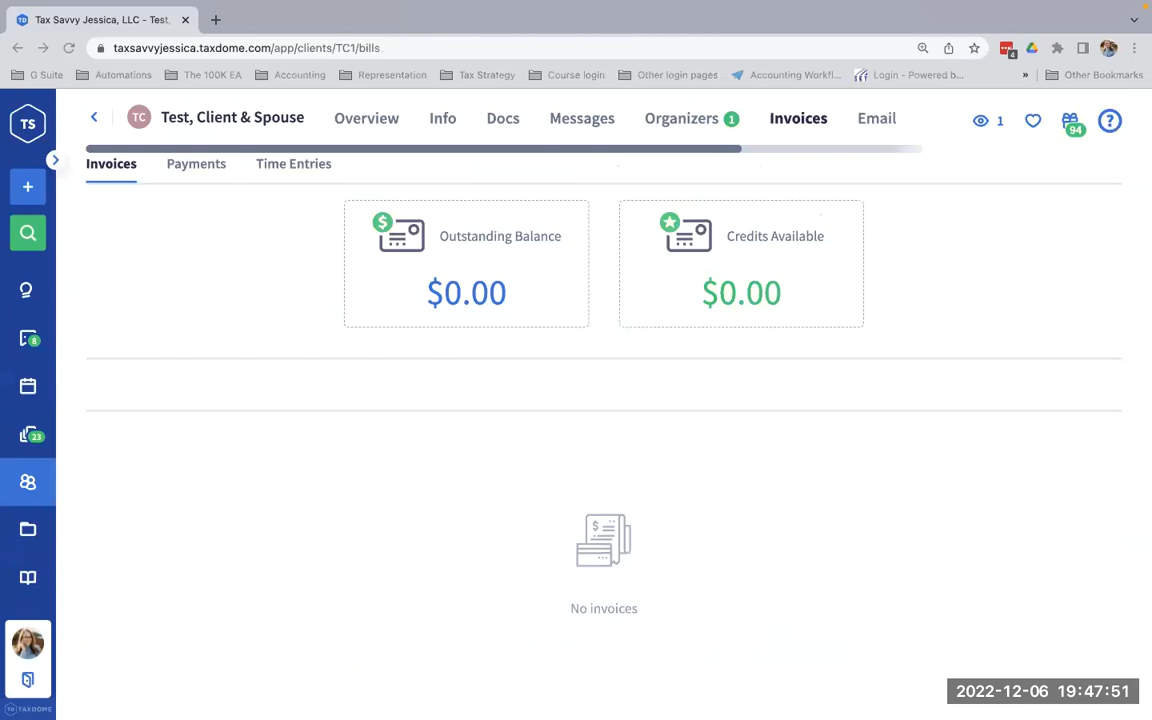 Tax Savvy Jessica, LLC - Test,
taxsavvyjessica.taxdome.com/app/clients/TC1/bills
4
G Suite Automations The 100K EA Accounting Representation Tax Strategy Course login Other login pages Accounting Workfl... Login - Powered b... » Other Bookmarks
TS
TC Test, Client & Spouse Overview Info Docs Messages Organizers 1 Invoices Email 1 94 ?
Invoices Payments Time Entries
$ Outstanding Balance
$0.00
Credits Available
$0.00
8
23
$
No invoices
2022-12-06 19:47:51
TD TAXDOME